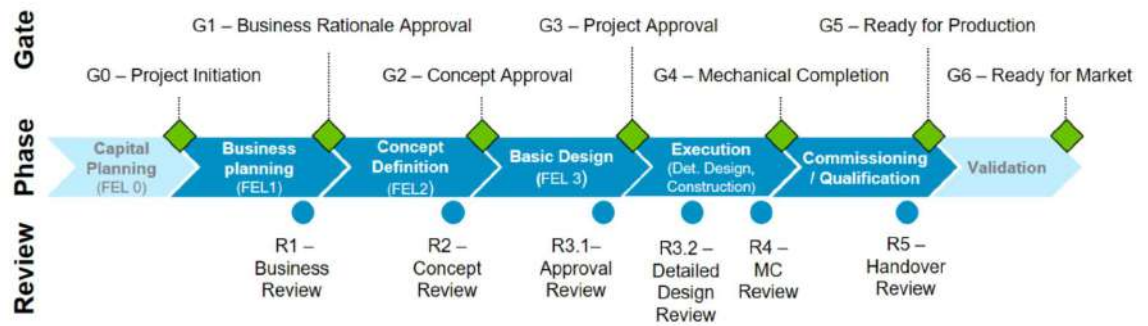 Gate
G1 – Business Rationale Approval
G3 – Project Approval
G5 – Ready for Production
G0 – Project Initiation
G2 – Concept Approval
G4 – Mechanical Completion
G6 – Ready for Market
Phase
Capital
Planning
(FEL 0)
Business
planning
(FEL1)
Concept
Definition
(FEL2)
Basic Design
(FEL 3)
Execution
(Det. Design,
Construction)
Commissioning
/ Qualification
Validation
Review
R1 –
Business
Review
R2 –
Concept
Review
R3.1–
Approval
Review
R3.2 –
Detailed
Design
Review
R4 –
MC
Review
R5 –
Handover
Review